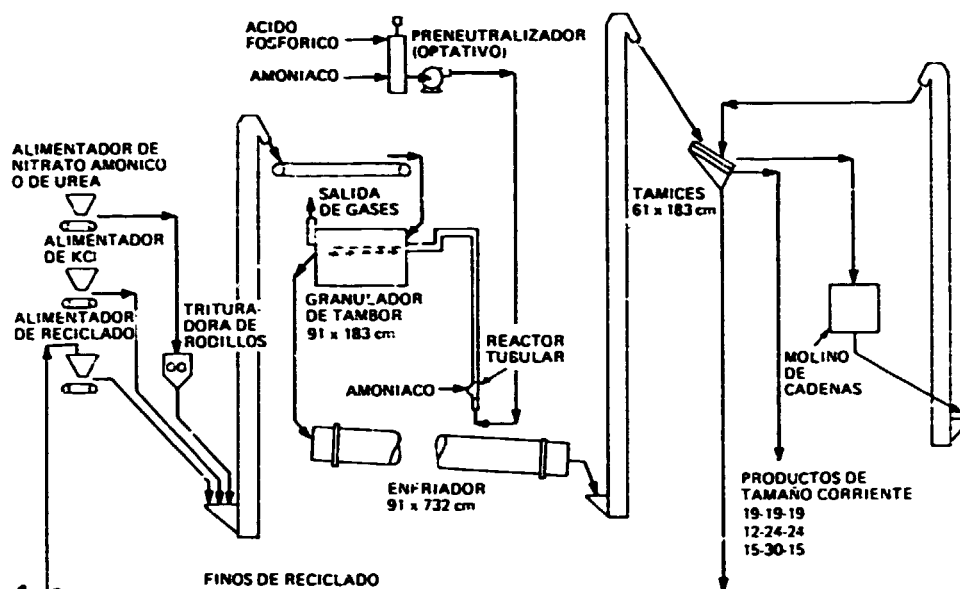 ACIDO
FOSFORICO
PRENEUTRALIZADOR
(OPTATIVO)
AMONIACO
ALIMENTADOR DE
NITRATO AMONICO
O DE UREA
ALIMENTADOR
DE KCl
ALIMENTADOR
DE RECICLADO
TRITURA-
DORA DE
RODILLOS
SALIDA
DE GASES
GRANULADOR
DE TAMBOR
91 x 183 cm
REACTOR
TUBULAR
AMONIACO
ENFRIADOR
91 x 732 cm
TAMICES
61 x 183 cm
MOLINO
DE
CADENAS
PRODUCTOS DE
TAMAÑO CORRIENTE
19-19-19
12-24-24
15-30-15
FINOS DE RECICLADO